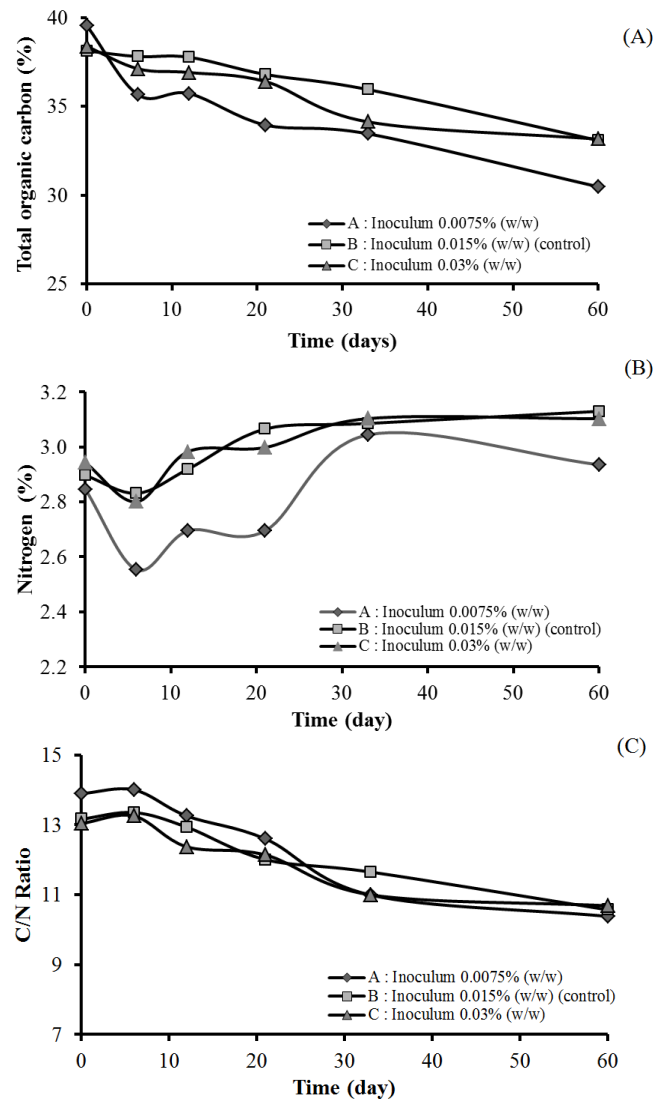 (A)
Total organic carbon (%)
40
35
30
25
A : Inoculum 0.0075% (w/w)
B : Inoculum 0.015% (w/w) (control)
C : Inoculum 0.03% (w/w)
0 10 20 30 40 50 60
Time (days)
(B)
Nitrogen (%)
3.2
3.0
2.8
2.6
2.4
2.2
A : Inoculum 0.0075% (w/w)
B : Inoculum 0.015% (w/w) (control)
C : Inoculum 0.03% (w/w)
0 10 20 30 40 50 60
Time (day)
(C)
C/N Ratio
15
13
11
9
7
A : Inoculum 0.0075% (w/w)
B : Inoculum 0.015% (w/w) (control)
C : Inoculum 0.03% (w/w)
0 10 20 30 40 50 60
Time (day)